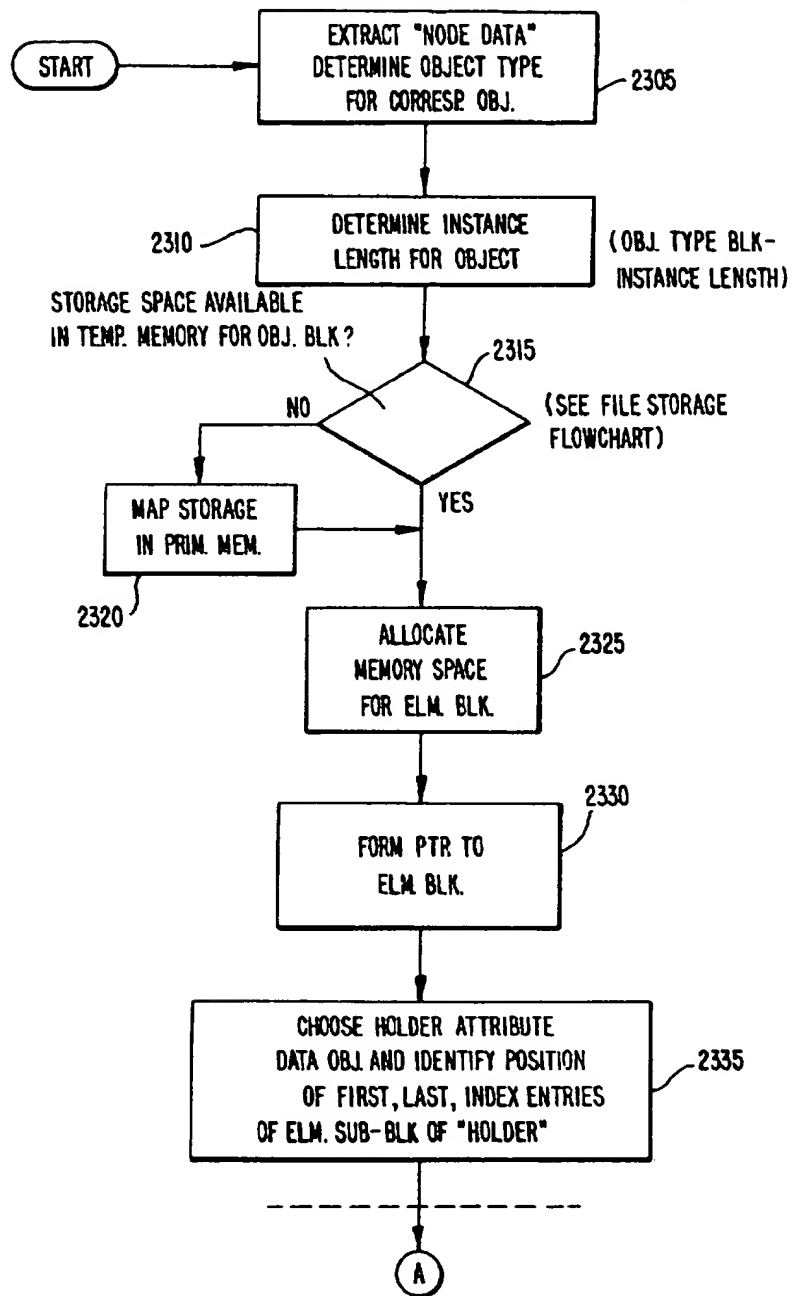 START
EXTRACT "NODE DATA"
DETERMINE OBJECT TYPE
FOR CORRESP. OBJ.
2305
2310
DETERMINE INSTANCE
LENGTH FOR OBJECT
(OBJ. TYPE BLK-
INSTANCE LENGTH)
STORAGE SPACE AVAILABLE
IN TEMP. MEMORY FOR OBJ. BLK?
2315
(SEE FILE STORAGE
FLOWCHART)
NO
YES
MAP STORAGE
IN PRIM. MEM.
2320
ALLOCATE
MEMORY SPACE
FOR ELM. BLK.
2325
FORM PTR TO
ELM. BLK.
2330
CHOOSE HOLDER ATTRIBUTE
DATA OBJ. AND IDENTIFY POSITION
OF FIRST, LAST, INDEX ENTRIES
OF ELM. SUB-BLK OF "HOLDER"
2335
A